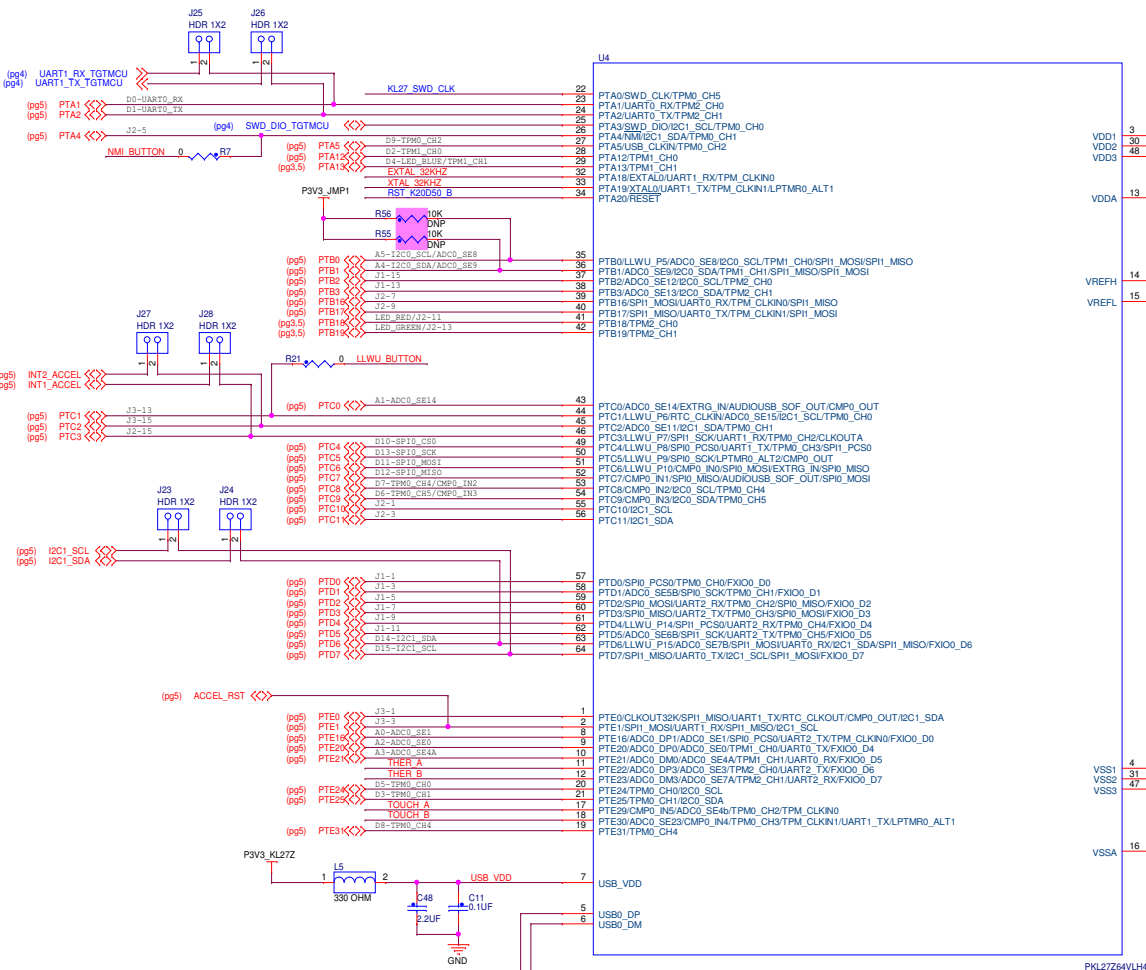 J25
HDR 1X2
J26
HDR 1X2
1 2
1 2
U4
(pg4) UART1_RX_TGTMCU
(pg4) UART1_TX_TGTMCU
KL27_SWD_CLK 22 PTA0/SWD_CLK/TPM0_CH5
(pg5) PTA1 D0-UART0_RX 23 PTA1/UART0_RX/TPM2_CH0
(pg5) PTA2 D1-UART0_TX 24 PTA2/UART0_TX/TPM2_CH1
(pg4) SWD_DIO_TGTMCU 25 PTA3/SWD_DIO/I2C1_SCL/TPM0_CH0
(pg5) PTA4 J2-5 26 PTA4/NMI/I2C1_SDA/TPM0_CH1
VDD1 3
(pg5) PTA5 D9-TPM0_CH2 27 PTA5/USB_CLKIN/TPM0_CH2
VDD2 30
NMI_BUTTON 0 R7
(pg5) PTA12 D2-TPM1_CH0 28 PTA12/TPM1_CH0
VDD3 48
(pg3,5) PTA13 D4-LED_BLUE/TPM1_CH1 29 PTA13/TPM1_CH1
EXTAL_32KHZ 32 PTA18/EXTAL0/UART1_RX/TPM_CLKIN0
XTAL_32KHZ 33 PTA19/XTAL0/UART1_TX/TPM_CLKIN1/LPTMR0_ALT1
RST_K20D50_B 34 PTA20/RESET
VDDA 13
P3V3_JMP1
R56 10K
DNP
R55 10K
DNP
(pg5) PTB0 A5-I2C0_SCL/ADC0_SE8 35 PTB0/LLWU_P5/ADC0_SE8/I2C0_SCL/TPM1_CH0/SPI1_MOSI/SPI1_MISO
(pg5) PTB1 A4-I2C0_SDA/ADC0_SE9 36 PTB1/ADC0_SE9/I2C0_SDA/TPM1_CH1/SPI1_MISO/SPI1_MOSI
(pg5) PTB2 J1-15 37 PTB2/ADC0_SE12/I2C0_SCL/TPM2_CH0
VREFH 14
(pg5) PTB3 J1-13 38 PTB3/ADC0_SE13/I2C0_SDA/TPM2_CH1
(pg5) PTB16 J2-7 39 PTB16/SPI1_MOSI/UART0_RX/TPM_CLKIN0/SPI1_MISO
VREFL 15
(pg5) PTB17 J2-9 40 PTB17/SPI1_MISO/UART0_TX/TPM_CLKIN1/SPI1_MOSI
(pg3,5) PTB18 LED_RED/J2-11 41 PTB18/TPM2_CH0
(pg3,5) PTB19 LED_GREEN/J2-13 42 PTB19/TPM2_CH1
J27
HDR 1X2
J28
HDR 1X2
1 2
1 2
R21 0 LLWU_BUTTON
pg5) INT2_ACCEL
pg5) INT1_ACCEL
(pg5) PTC0 A1-ADC0_SE14 43 PTC0/ADC0_SE14/EXTRG_IN/AUDIOUSB_SOF_OUT/CMP0_OUT
(pg5) PTC1 J3-13 44 PTC1/LLWU_P6/RTC_CLKIN/ADC0_SE15/I2C1_SCL/TPM0_CH0
(pg5) PTC2 J3-15 45 PTC2/ADC0_SE11/I2C1_SDA/TPM0_CH1
(pg5) PTC3 J2-15 46 PTC3/LLWU_P7/SPI1_SCK/UART1_RX/TPM0_CH2/CLKOUTA
(pg5) PTC4 D10-SPI0_CS0 49 PTC4/LLWU_P8/SPI0_PCS0/UART1_TX/TPM0_CH3/SPI1_PCS0
(pg5) PTC5 D13-SPI0_SCK 50 PTC5/LLWU_P9/SPI0_SCK/LPTMR0_ALT2/CMP0_OUT
(pg5) PTC6 D11-SPI0_MOSI 51 PTC6/LLWU_P10/CMP0_IN0/SPI0_MOSI/EXTRG_IN/SPI0_MISO
(pg5) PTC7 D12-SPI0_MISO 52 PTC7/CMP0_IN1/SPI0_MISO/AUDIOUSB_SOF_OUT/SPI0_MOSI
(pg5) PTC8 D7-TPM0_CH4/CMP0_IN2 53 PTC8/CMP0_IN2/I2C0_SCL/TPM0_CH4
(pg5) PTC9 D6-TPM0_CH5/CMP0_IN3 54 PTC9/CMP0_IN3/I2C0_SDA/TPM0_CH5
(pg5) PTC10 J2-1 55 PTC10/I2C1_SCL
(pg5) PTC11 J2-3 56 PTC11/I2C1_SDA
J23
HDR 1X2
J24
HDR 1X2
1 2
1 2
(pg5) I2C1_SCL
(pg5) I2C1_SDA
(pg5) PTD0 J1-1 57 PTD0/SPI0_PCS0/TPM0_CH0/FXIO0_D0
(pg5) PTD1 J1-3 58 PTD1/ADC0_SE5B/SPI0_SCK/TPM0_CH1/FXIO0_D1
(pg5) PTD2 J1-5 59 PTD2/SPI0_MOSI/UART2_RX/TPM0_CH2/SPI0_MISO/FXIO0_D2
(pg5) PTD3 J1-7 60 PTD3/SPI0_MISO/UART2_TX/TPM0_CH3/SPI0_MOSI/FXIO0_D3
(pg5) PTD4 J1-9 61 PTD4/LLWU_P14/SPI1_PCS0/UART2_RX/TPM0_CH4/FXIO0_D4
(pg5) PTD5 J1-11 62 PTD5/ADC0_SE6B/SPI1_SCK/UART2_TX/TPM0_CH5/FXIO0_D5
(pg5) PTD6 D14-I2C1_SDA 63 PTD6/LLWU_P15/ADC0_SE7B/SPI1_MOSI/UART0_RX/I2C1_SDA/SPI1_MISO/FXIO0_D6
(pg5) PTD7 D15-I2C1_SCL 64 PTD7/SPI1_MISO/UART0_TX/I2C1_SCL/SPI1_MOSI/FXIO0_D7
(pg5) ACCEL_RST
(pg5) PTE0 J3-1 1 PTE0/CLKOUT32K/SPI1_MISO/UART1_TX/RTC_CLKOUT/CMP0_OUT/I2C1_SDA
(pg5) PTE1 J3-3 2 PTE1/SPI1_MOSI/UART1_RX/SPI1_MISO/I2C1_SCL
(pg5) PTE16 A0-ADC0_SE1 8 PTE16/ADC0_DP1/ADC0_SE1/SPI0_PCS0/UART2_TX/TPM_CLKIN0/FXIO0_D0
(pg5) PTE20 A2-ADC0_SE0 9 PTE20/ADC0_DP0/ADC0_SE0/TPM1_CH0/UART0_TX/FXIO0_D4
(pg5) PTE21 A3-ADC0_SE4A 10 PTE21/ADC0_DM0/ADC0_SE4A/TPM1_CH1/UART0_RX/FXIO0_D5
THER_A 11 PTE22/ADC0_DP3/ADC0_SE3/TPM2_CH0/UART2_TX/FXIO0_D6
VSS1 4
THER_B 12 PTE23/ADC0_DM3/ADC0_SE7A/TPM2_CH1/UART2_RX/FXIO0_D7
VSS2 31
(pg5) PTE24 D5-TPM0_CH0 20 PTE24/TPM0_CH0/I2C0_SCL
VSS3 47
(pg5) PTE25 D3-TPM0_CH1 21 PTE25/TPM0_CH1/I2C0_SDA
TOUCH_A 17 PTE29/CMP0_IN5/ADC0_SE4b/TPM0_CH2/TPM_CLKIN0
TOUCH_B 18 PTE30/ADC0_SE23/CMP0_IN4/TPM0_CH3/TPM_CLKIN1/UART1_TX/LPTMR0_ALT1
(pg5) PTE31 D8-TPM0_CH4 19 PTE31/TPM0_CH4
VSSA 16
P3V3_KL27Z
L5
1 2 USB_VDD 7 USB_VDD
330 OHM
C48
2.2UF
C11
0.1UF
GND
5 USB0_DP
6 USB0_DM
PKL27Z64VLH4